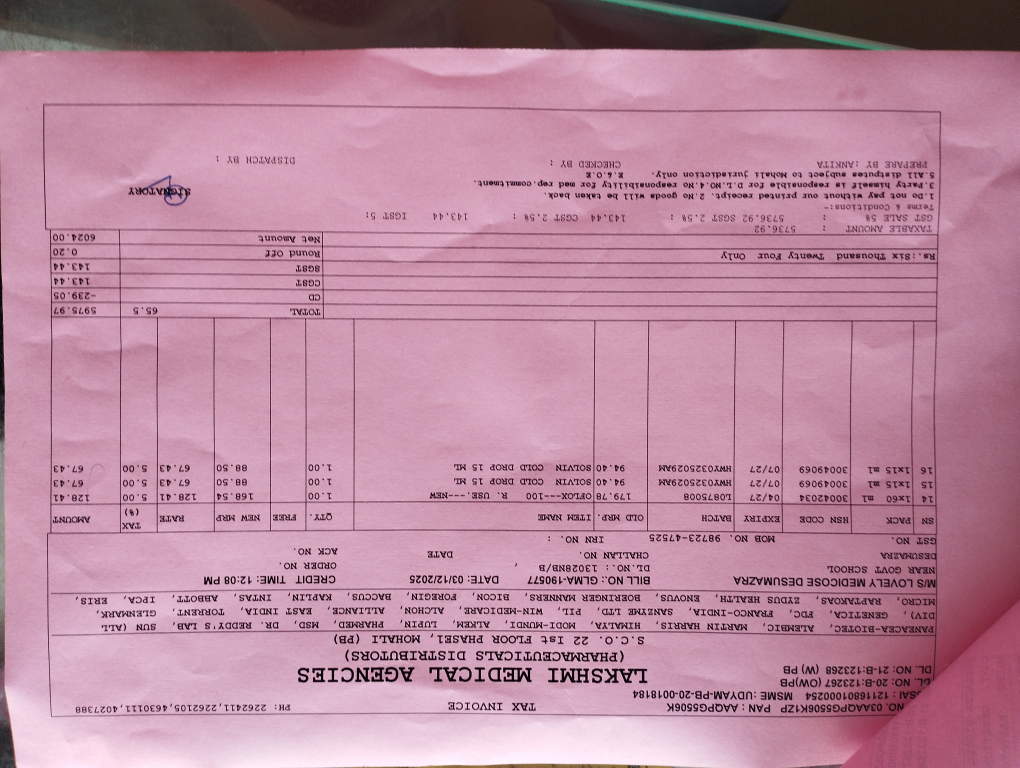 NO. 03AAQPG5506K1ZP PAN : AAQPG5506K TAX INVOICE PH: 2262411,2262105,4630111,4027388
SSAI : 12116801000254 MSME :UDYAM-PB-20-0018184
DL. NO: 20-B:123267(OW)PB
DL. NO: 21-B:123268 (W) PB
LAKSHMI MEDICAL AGENCIES
(PHARMACEUTICALS DISTRIBUTORS)
S.C.O. 22 Ist FLOOR PHASE1, MOHALI (PB)
PANEACEA-BIOTEC, ALEMBIC, MARTIN HARRIS, HIMALYA, MODI-MUNDI, ALKEM, LUPIN, PHARMED, MSD, DR. REDDY'S LAB, SUN (ALL
DIV) GENETICA, FDC, FRANCO-INDIA, SANZYME LTD, PII, WIN-MEDICARE, ALCHON, ALLIANCE, EAST INDIA, TORRENT, GLENMARK,
MICRO, RAPTAKOAS, ZYDUS HEALTH, ENOVUS, BOERINGER MANNERS, BICON, FOREGIN, BACCUS, KAPLIN, INTAS, ABBOTT, IPCA, ERIS,
M/S LOVELY MEDICOSE DESUMAZRA BILL NO.: GLMA-190577 DATE: 03/12/2025 CREDIT TIME: 12:08 PM
NEAR GOVT SCHOOL DL.NO.: 13028NB/B , ORDER NO.
DESUMAZRA CHALLAN NO. DATE ACK NO.
GST NO. MOB NO. 98723-47525 IRN NO. :
SN PACK HSN CODE EXPIRY BATCH OLD MRP. ITEM NAME QTY. FREE NEW MRP RATE TAX (%) AMOUNT
14 1x60 ml 30042034 04/27 L0875008 179.78 OFLOX---100 R. USE.---NEW 1.00 168.54 128.41 5.00 128.41
15 1x15 ml 30049069 07/27 HWY0325029AM 94.40 SOLVIN COLD DROP 15 ML 1.00 88.50 67.43 5.00 67.43
16 1x15 ml 30049069 07/27 HWY0325029AM 94.40 SOLVIN COLD DROP 15 ML 1.00 88.50 67.43 5.00 67.43
TOTAL 65.5 5975.97
CD -239.05
CGST 143.44
SGST 143.44
Rs.:Six Thousand Twenty Four Only Round Off 0.20
Net Amount 6024.00
TAXABLE AMOUNT : 5736.92
GST SALE 5% : 5736.92 SGST 2.5% : 143.44 CGST 2.5% : 143.44 IGST 5:
Terms & Conditions:-
1.Do not pay without our printed receipt. 2.No goods will be taken back.
3.Party himself is responsible for D.L.No.4.No responsibility for med rep.commitment.
5.All disputes subject to Mohali jurisdiction only. E.&.O.E SIGNATORY
PREPARE BY: ANKITA: CHECKED BY : DISPATCH BY :